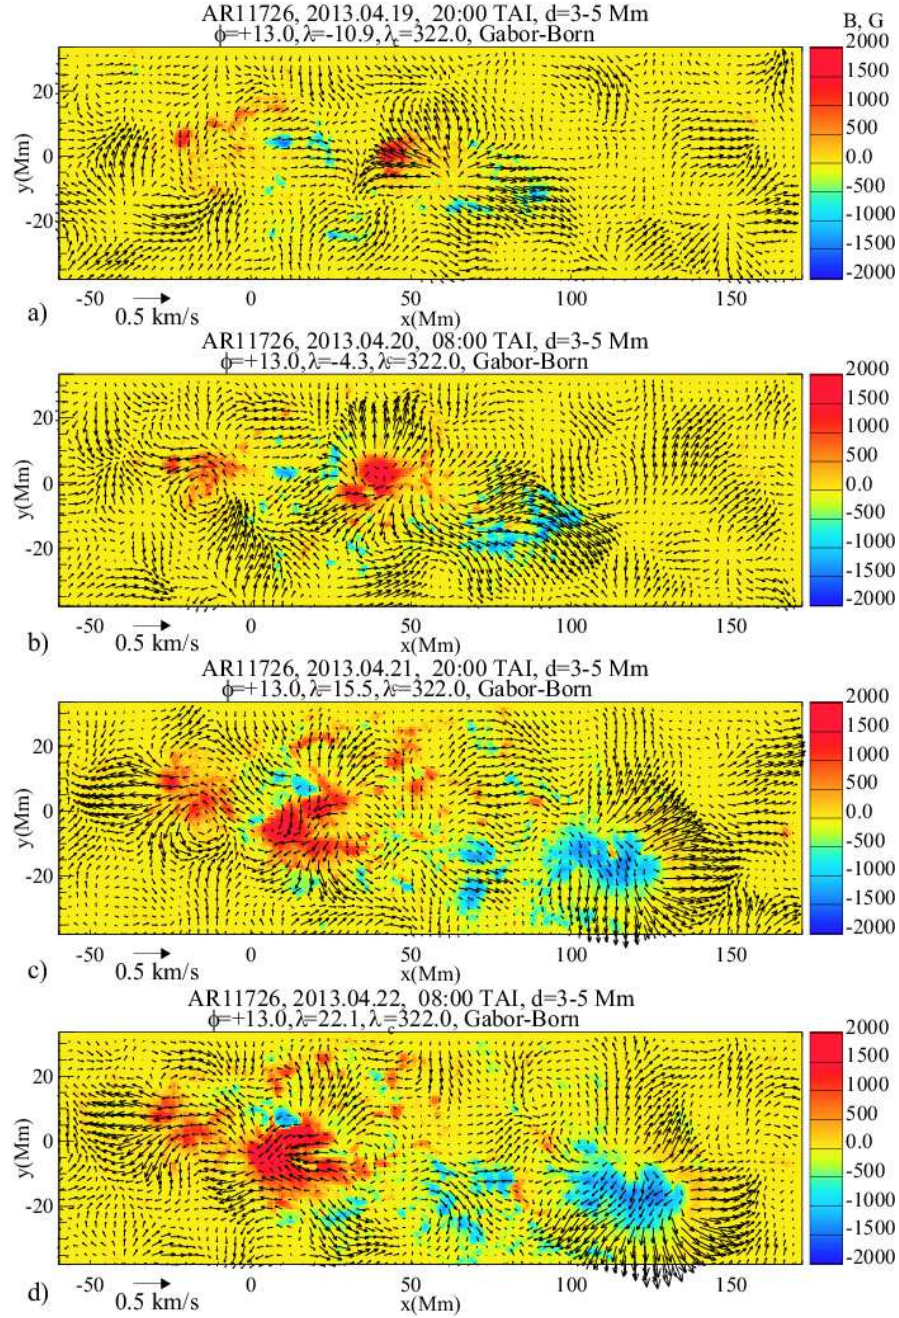 AR11726, 2013.04.19, 20:00 TAI, d=3-5 Mm
ϕ=+13.0, λ=-10.9, λc=322.0, Gabor-Born
B, G
2000
1500
1000
500
0.0
-500
-1000
-1500
-2000
y(Mm)
20
0
-20
-50
0
50
100
150
a)
0.5 km/s
x(Mm)
AR11726, 2013.04.20, 08:00 TAI, d=3-5 Mm
ϕ=+13.0, λ=-4.3, λc=322.0, Gabor-Born
2000
1500
1000
500
0.0
-500
-1000
-1500
-2000
y(Mm)
20
0
-20
-50
0
50
100
150
b)
0.5 km/s
x(Mm)
AR11726, 2013.04.21, 20:00 TAI, d=3-5 Mm
ϕ=+13.0, λ=15.5, λc=322.0, Gabor-Born
2000
1500
1000
500
0.0
-500
-1000
-1500
-2000
y(Mm)
20
0
-20
-50
0
50
100
150
c)
0.5 km/s
x(Mm)
AR11726, 2013.04.22, 08:00 TAI, d=3-5 Mm
ϕ=+13.0, λ=22.1, λc=322.0, Gabor-Born
2000
1500
1000
500
0.0
-500
-1000
-1500
-2000
y(Mm)
20
0
-20
-50
0
50
100
150
d)
0.5 km/s
x(Mm)